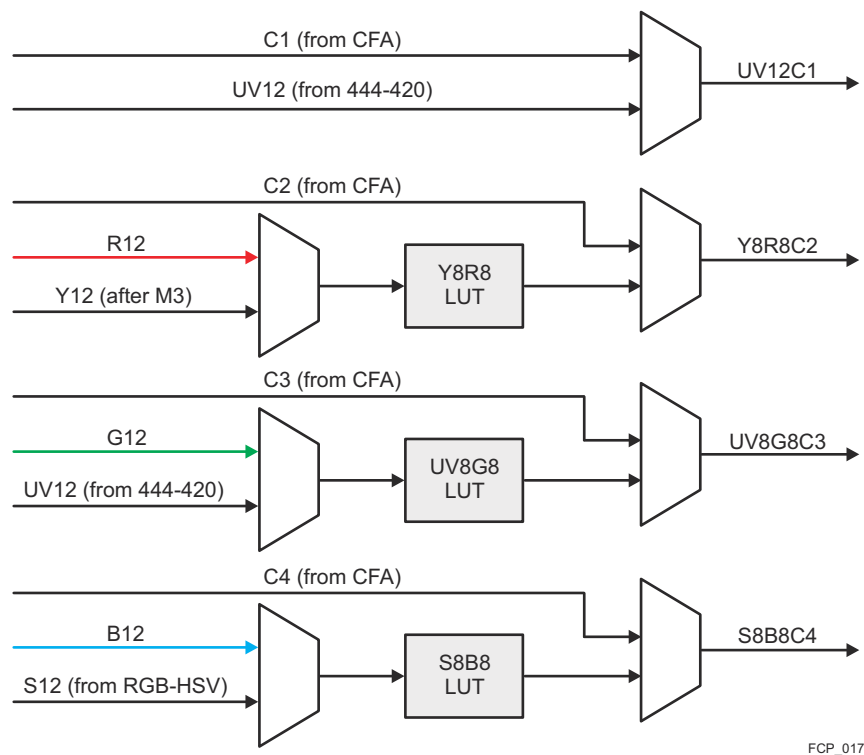 C1 (from CFA)
UV12 (from 444-420)
UV12C1
C2 (from CFA)
R12
Y12 (after M3)
Y8R8
LUT
Y8R8C2
C3 (from CFA)
G12
UV12 (from 444-420)
UV8G8
LUT
UV8G8C3
C4 (from CFA)
B12
S12 (from RGB-HSV)
S8B8
LUT
S8B8C4
FCP_017